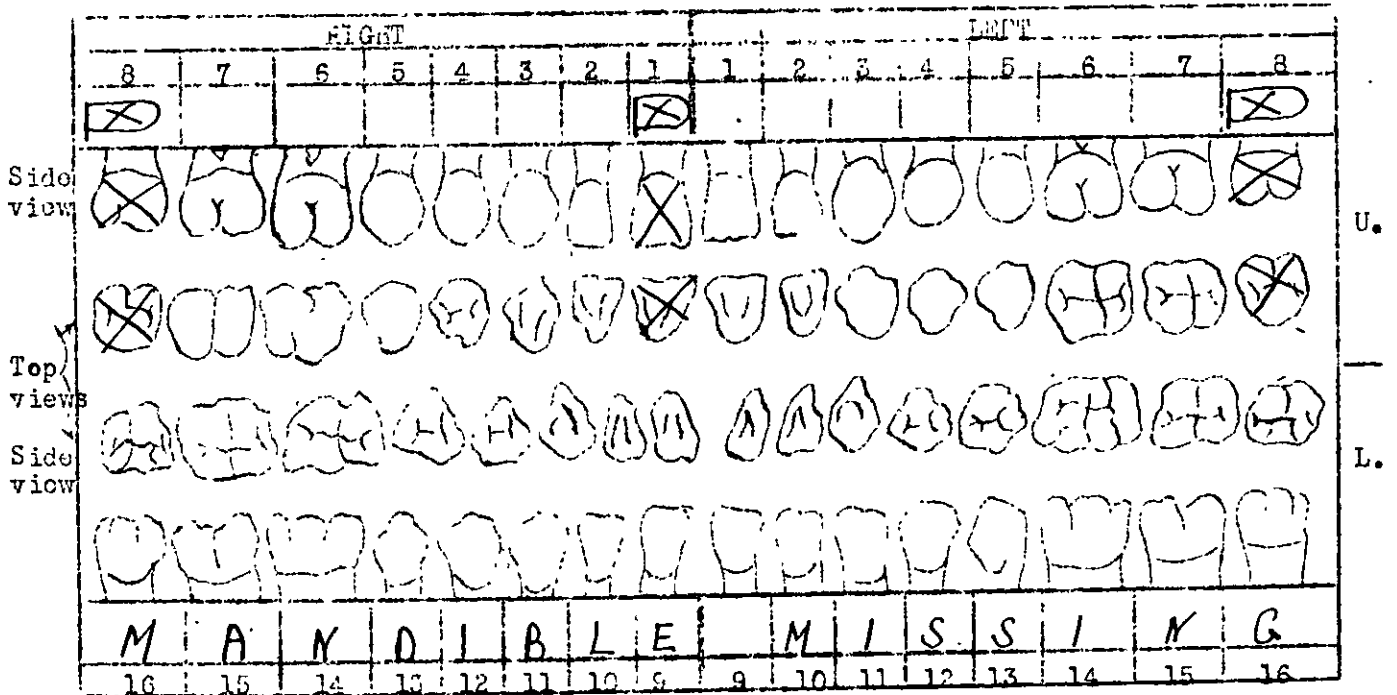 RIGHT LEFT
8 7 6 5 4 3 2 1 1 2 3 4 5 6 7 8
X X X
Side view
U.
Top views
Side view
L.
M A N D I B L E M I S S I N G
16 15 14 13 12 11 10 9 9 10 11 12 13 14 15 16